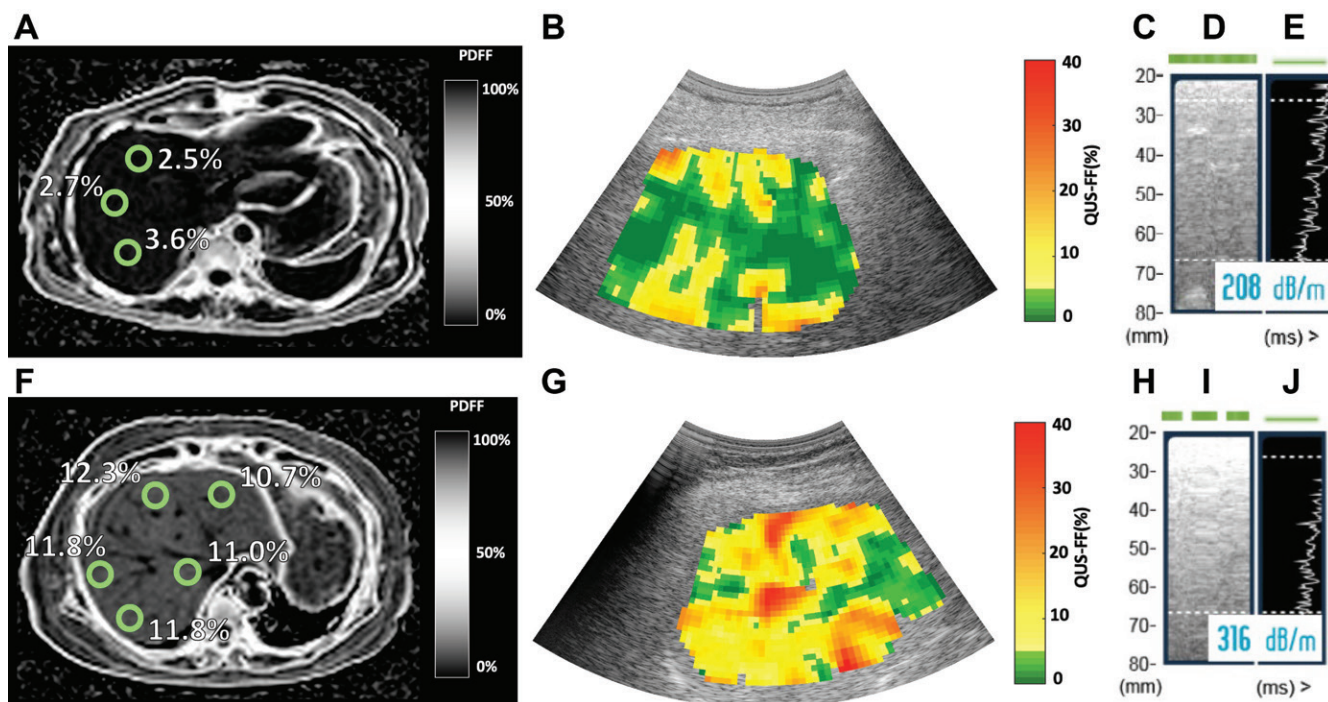 A
PDFF
100%
50%
0%
2.5%
2.7%
3.6%
B
40
30
20
10
0
QUS-FF(%)
C D E
20-
30-
40-
50-
60-
70-
80-
(mm)
208 dB/m
(ms) >
F
PDFF
100%
50%
0%
12.3%
10.7%
11.8%
11.0%
11.8%
G
40
30
20
10
0
QUS-FF(%)
H I J
20-
30-
40-
50-
60-
70-
80-
(mm)
316 dB/m
(ms) >